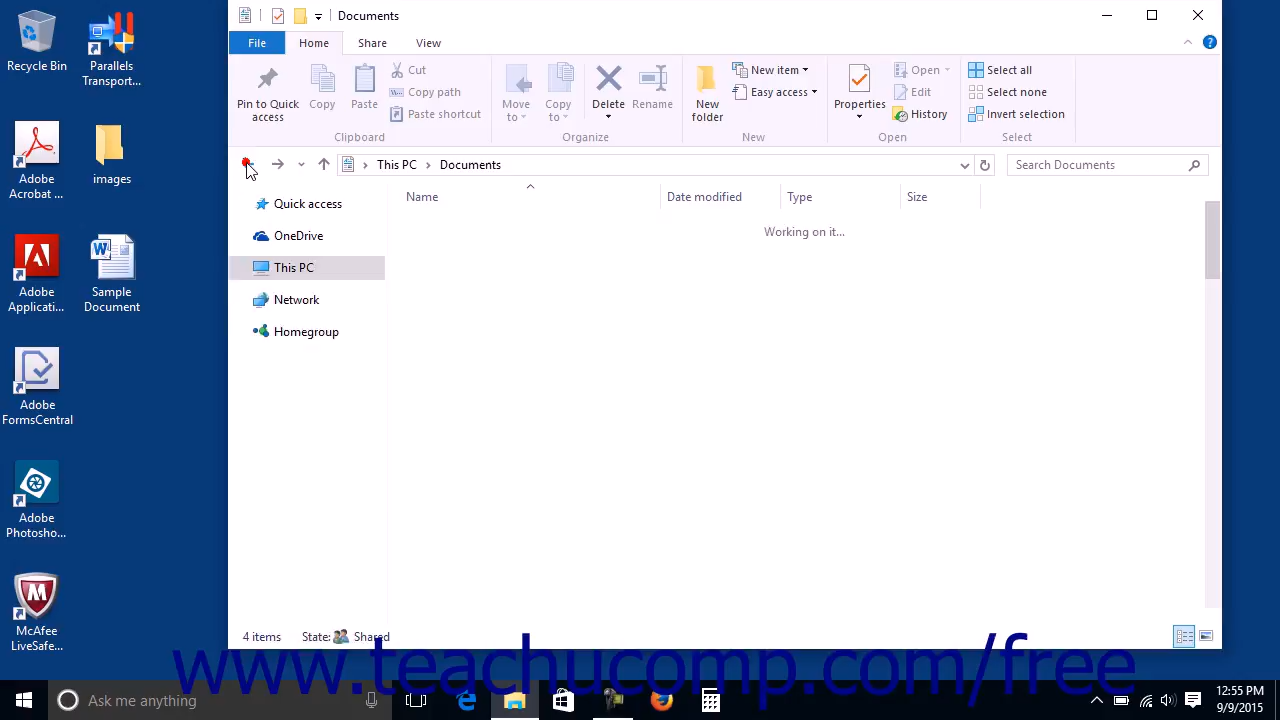 Documents
File Home Share View
Pin to Quick access
Copy
Paste
Cut
Copy path
Paste shortcut
Clipboard
Move to
Copy to
Delete
Rename
Organize
New folder
New item
Easy access
New
Properties
Open
Edit
History
Open
Select all
Select none
Invert selection
Select
This PC Documents
Search Documents
Name Date modified Type Size
Working on it...
Quick access
OneDrive
This PC
Network
Homegroup
4 items State: Shared
Recycle Bin
Parallels Transport...
Adobe Acrobat ...
images
Adobe Applicati...
Sample Document
Adobe FormsCentral
Adobe Photosho...
McAfee LiveSafe...
www.teachucomp.com/free
Ask me anything
12:55 PM
9/9/2015